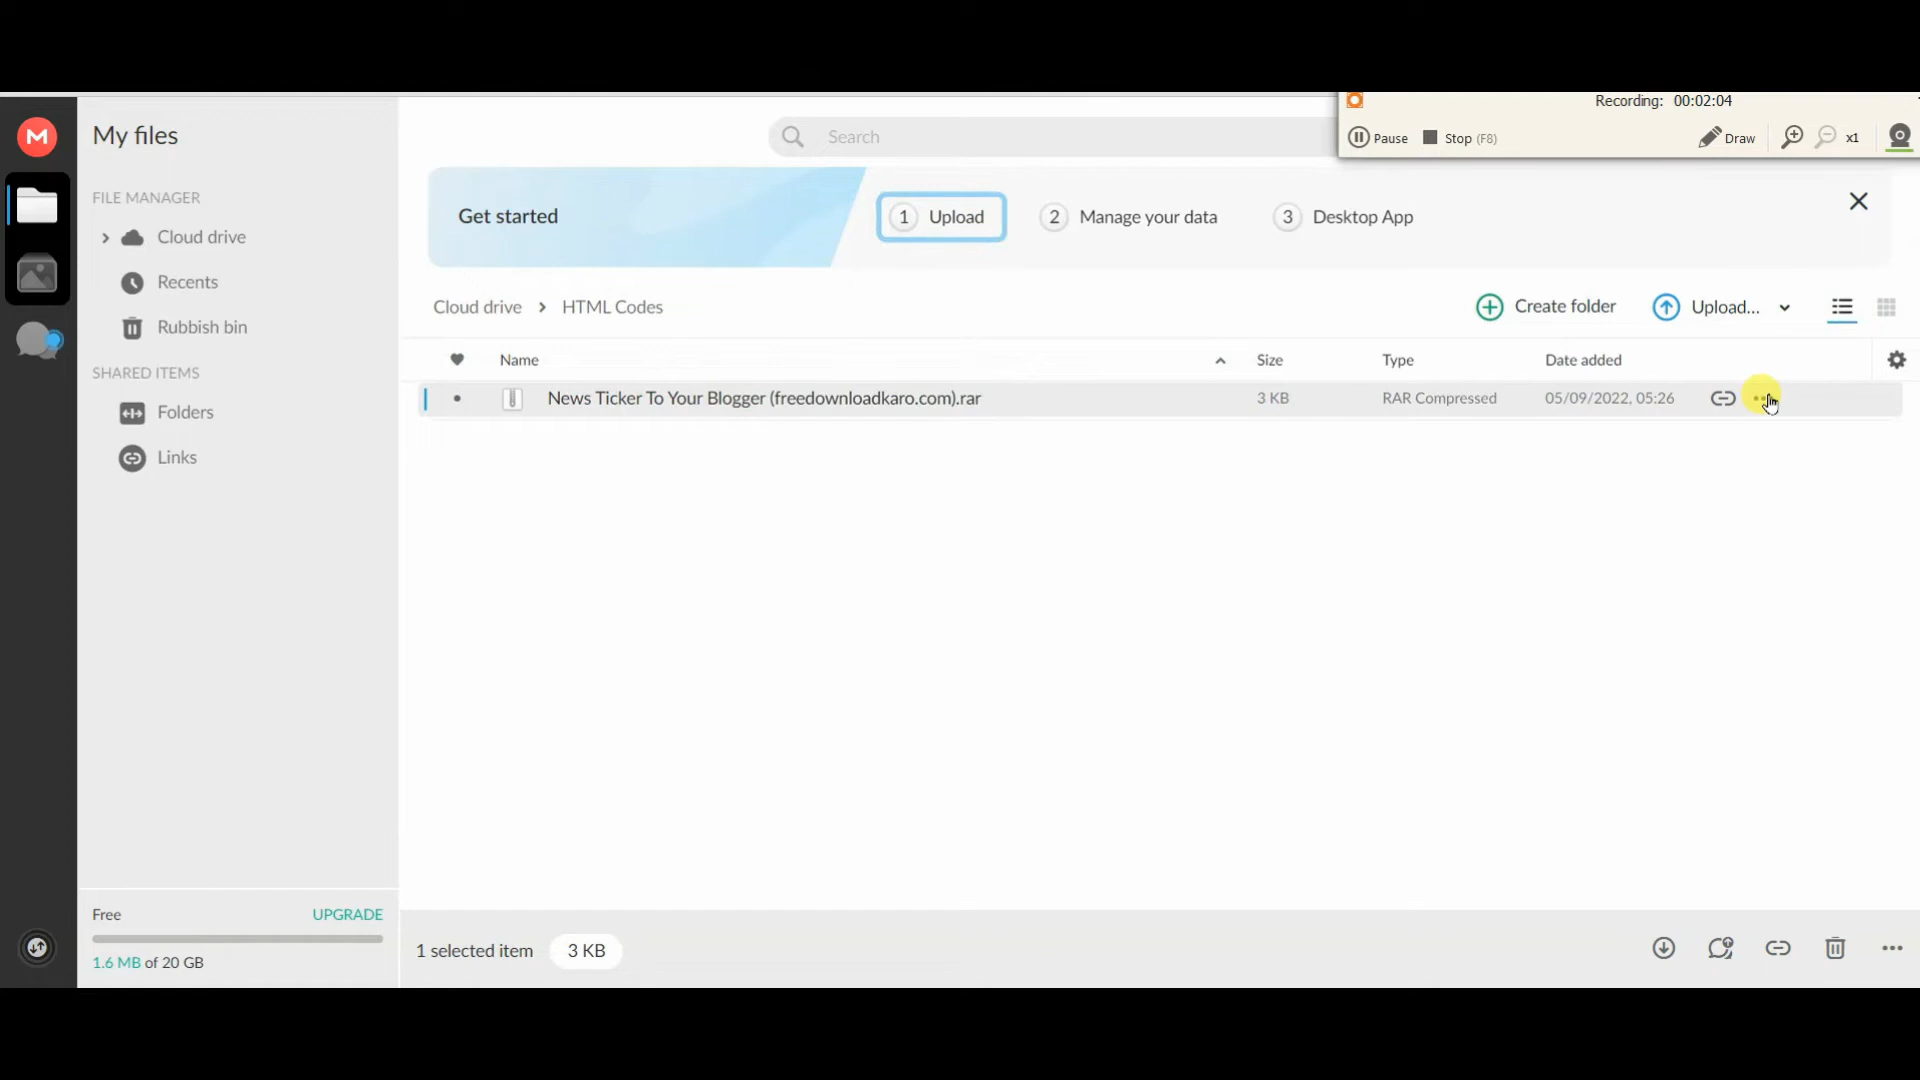 Recording: 00:02:04
Pause Stop (F8) Draw x1
M
My files
Search
FILE MANAGER
Cloud drive
Recents
Rubbish bin
SHARED ITEMS
Folders
Links
Get started
1 Upload
2 Manage your data
3 Desktop App
Cloud drive > HTML Codes
Create folder
Upload...
Name Size Type Date added
News Ticker To Your Blogger (freedownloadkaro.com).rar 3 KB RAR Compressed 05/09/2022, 05:26
Free UPGRADE
1.6 MB of 20 GB
1 selected item 3 KB